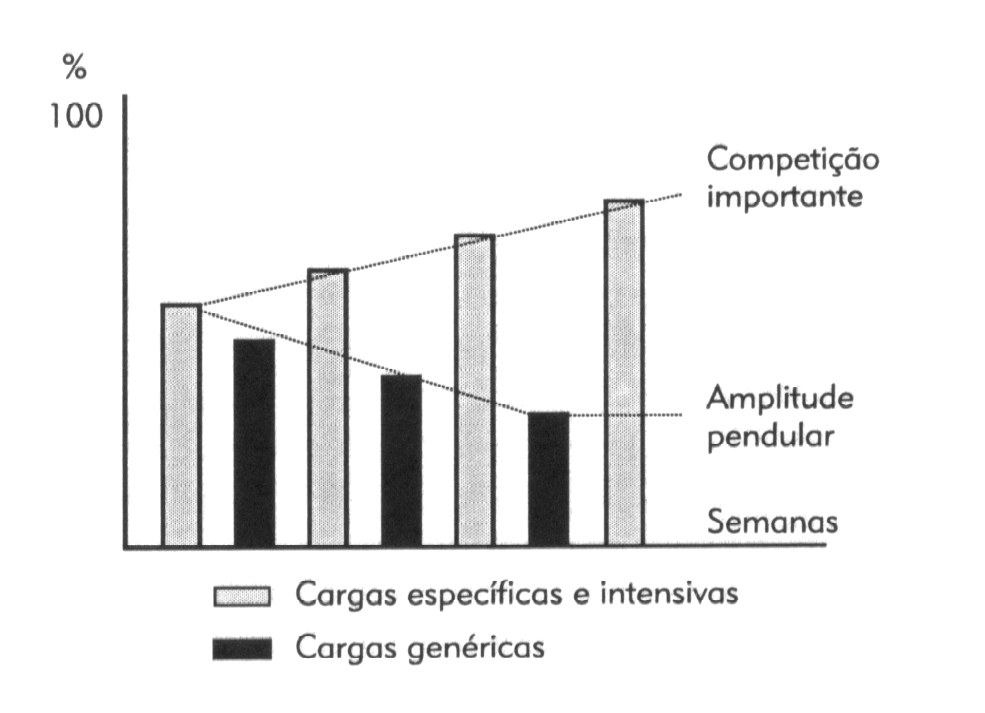 %
100
Competição
importante
Amplitude
pendular
Semanas
Cargas específicas e intensivas
Cargas genéricas